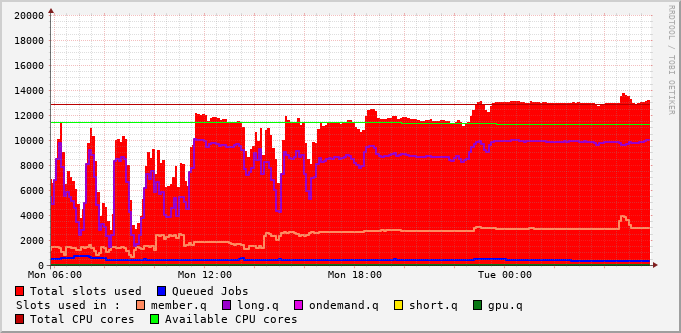 20000
18000
16000
14000
12000
10000
8000
6000
4000
2000
0
Mon 06:00 Mon 12:00 Mon 18:00 Tue 00:00
RRDTOOL / TOBI OETIKER
Total slots used Queued Jobs
Slots used in : member.q long.q ondemand.q short.q gpu.q
Total CPU cores Available CPU cores